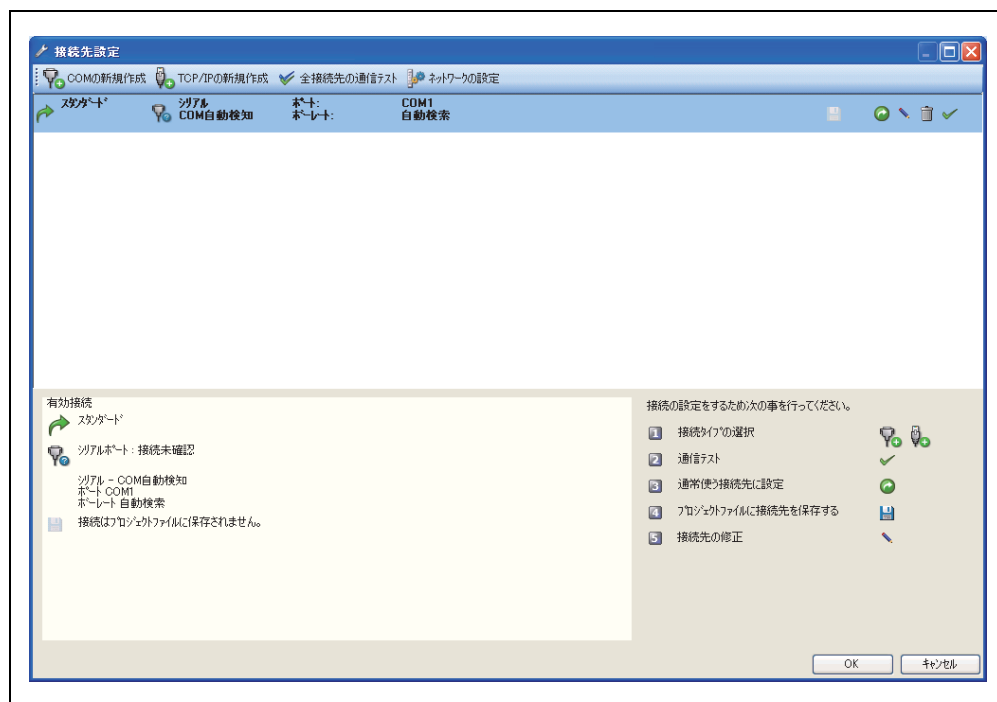 接続先設定
COMの新規作成 TCP/IPの新規作成 全接続先の通信テスト ネットワークの設定
スタンダード シリアル ポート: COM1
COM自動検知 ボーレート: 自動検索
有効接続
スタンダード
シリアルポート : 接続未確認
シリアル - COM自動検知
ポート COM1
ボーレート 自動検索
接続はプロジェクトファイルに保存されません。
接続の設定をするため次の事を行ってください。
1 接続タイプの選択
2 通信テスト
3 通常使う接続先に設定
4 プロジェクトファイルに接続先を保存する
5 接続先の修正
OK キャンセル